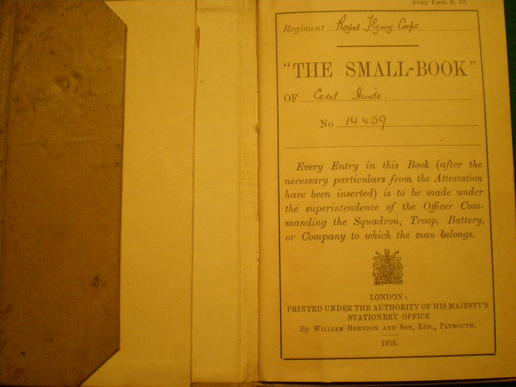 Army Form B. 50.
Regiment Royal Flying Corps.
"THE SMALL-BOOK"
OF Cecil
No 14459
Every Entry in this Book (after the
necessary particulars from the Attestation
have been inserted) is to be made under
the superintendence of the Officer Com-
manding the Squadron, Troop, Battery,
or Company to which the man belongs.
LONDON:
PRINTED UNDER THE AUTHORITY OF HIS MAJESTY'S
STATIONERY OFFICE
By William Brendon and Son, Ltd., Plymouth.
1915.